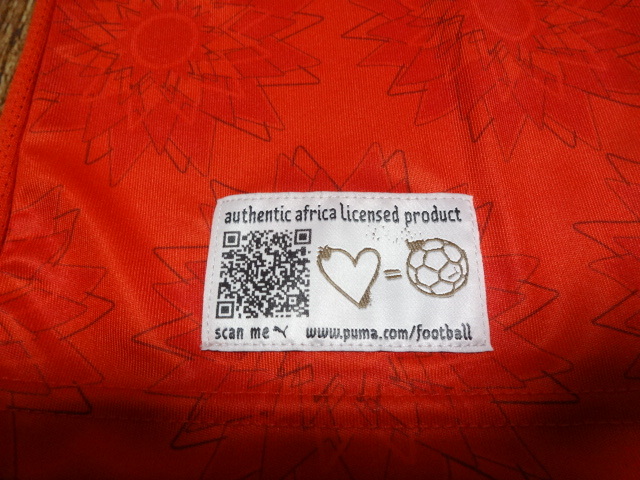 authentic africa licensed product
=
scan me www.puma.com/football